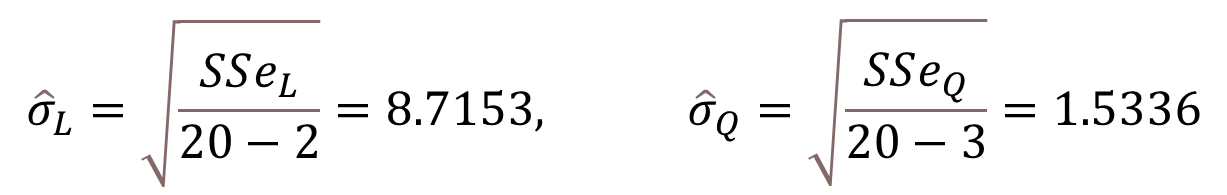 σ̂_L = √(SSe_L / (20 − 2)) = 8.7153, σ̂_Q = √(SSe_Q / (20 − 3)) = 1.5336